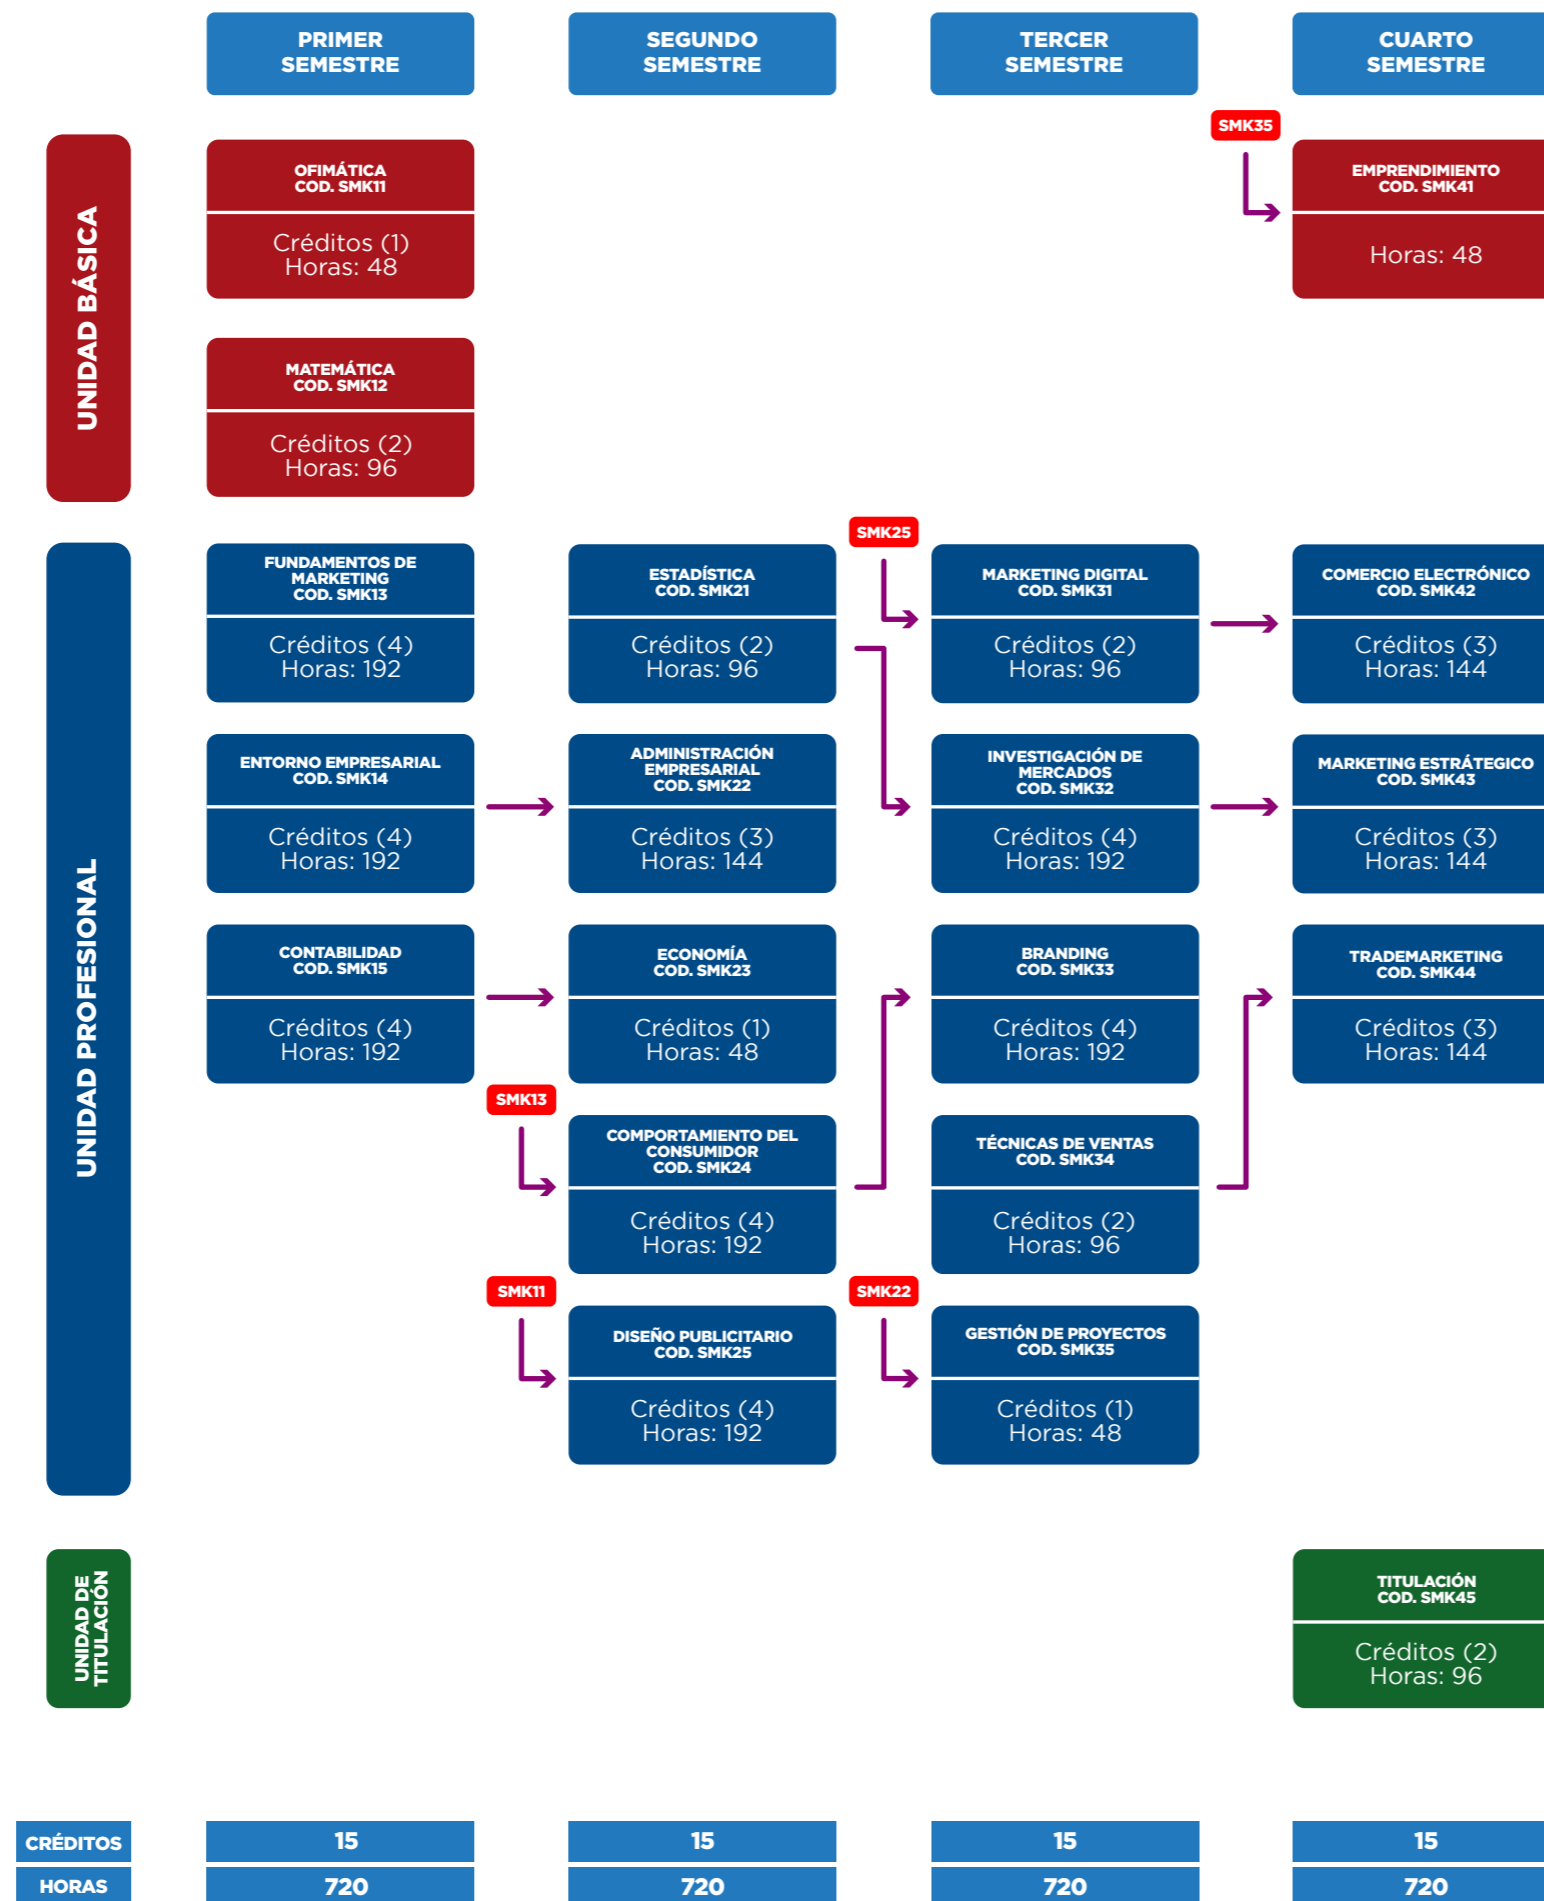 PRIMER
SEMESTRE
SEGUNDO
SEMESTRE
TERCER
SEMESTRE
CUARTO
SEMESTRE
UNIDAD BÁSICA
OFIMÁTICA
COD. SMK11
Créditos (1)
Horas: 48
SMK35
EMPRENDIMIENTO
COD. SMK41
Horas: 48
MATEMÁTICA
COD. SMK12
Créditos (2)
Horas: 96
UNIDAD PROFESIONAL
FUNDAMENTOS DE
MARKETING
COD. SMK13
Créditos (4)
Horas: 192
ESTADÍSTICA
COD. SMK21
Créditos (2)
Horas: 96
SMK25
MARKETING DIGITAL
COD. SMK31
Créditos (2)
Horas: 96
COMERCIO ELECTRÓNICO
COD. SMK42
Créditos (3)
Horas: 144
ENTORNO EMPRESARIAL
COD. SMK14
Créditos (4)
Horas: 192
ADMINISTRACIÓN
EMPRESARIAL
COD. SMK22
Créditos (3)
Horas: 144
INVESTIGACIÓN DE
MERCADOS
COD. SMK32
Créditos (4)
Horas: 192
MARKETING ESTRÁTEGICO
COD. SMK43
Créditos (3)
Horas: 144
CONTABILIDAD
COD. SMK15
Créditos (4)
Horas: 192
ECONOMÍA
COD. SMK23
Créditos (1)
Horas: 48
BRANDING
COD. SMK33
Créditos (4)
Horas: 192
TRADEMARKETING
COD. SMK44
Créditos (3)
Horas: 144
SMK13
COMPORTAMIENTO DEL
CONSUMIDOR
COD. SMK24
Créditos (4)
Horas: 192
TÉCNICAS DE VENTAS
COD. SMK34
Créditos (2)
Horas: 96
SMK11
DISEÑO PUBLICITARIO
COD. SMK25
Créditos (4)
Horas: 192
SMK22
GESTIÓN DE PROYECTOS
COD. SMK35
Créditos (1)
Horas: 48
UNIDAD DE
TITULACIÓN
TITULACIÓN
COD. SMK45
Créditos (2)
Horas: 96
CRÉDITOS
15
15
15
15
HORAS
720
720
720
720